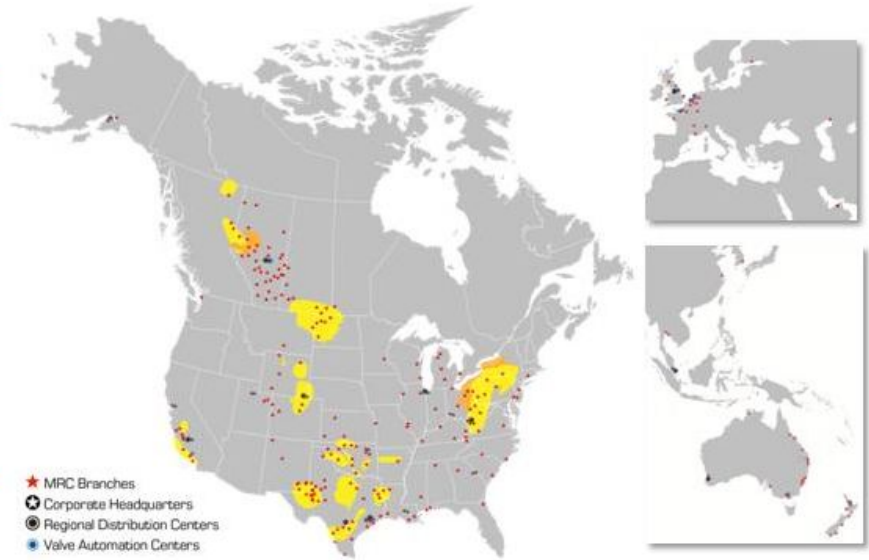 MRC Branches
Corporate Headquarters
Regional Distribution Centers
Valve Automation Centers